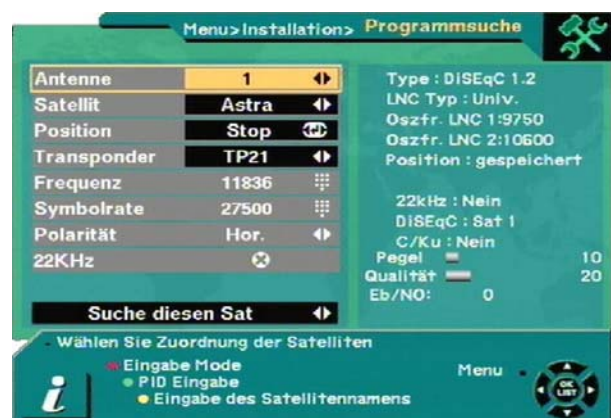 Menu>Installation> Programmsuche
Antenne 1
Satellit Astra
Position Stop
Transponder TP21
Frequenz 11836
Symbolrate 27500
Polarität Hor.
22KHz
Suche diesen Sat
Type : DiSEqC 1.2
LNC Typ : Univ.
Oszfr. LNC 1:9750
Oszfr. LNC 2:10600
Position : gespeichert
22kHz : Nein
DiSEqC : Sat 1
C/Ku : Nein
Pegel 10
Qualität 20
Eb/NO: 0
Wählen Sie Zuordnung der Satelliten
Eingabe Mode
PID Eingabe
Eingabe des Satellitennamens
Menu
OK
LIST
i